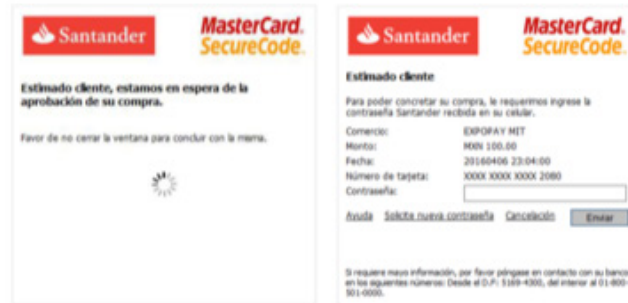 Santander
MasterCard.
SecureCode.
Estimado cliente, estamos en espera de la
aprobación de su compra.
Favor de no cerrar la ventana para concluir con la misma.
Santander
MasterCard.
SecureCode.
Estimado cliente
Para poder concretar su compra, le requerimos ingrese la
contraseña Santander recibida en su celular.
Comercio: EXPOPAY MIT
Monto: MXN 100.00
Fecha: 20160406 23:04:00
Número de tarjeta: XXXX XXXX XXXX 2080
Contraseña:
Ayuda Solicite nueva contraseña Cancelación Enviar
Si requiere mayo información, por favor póngase en contacto con su banco
en los siguientes números: Desde el D.F: 5169-4300, del interior al 01-800-
501-0000.